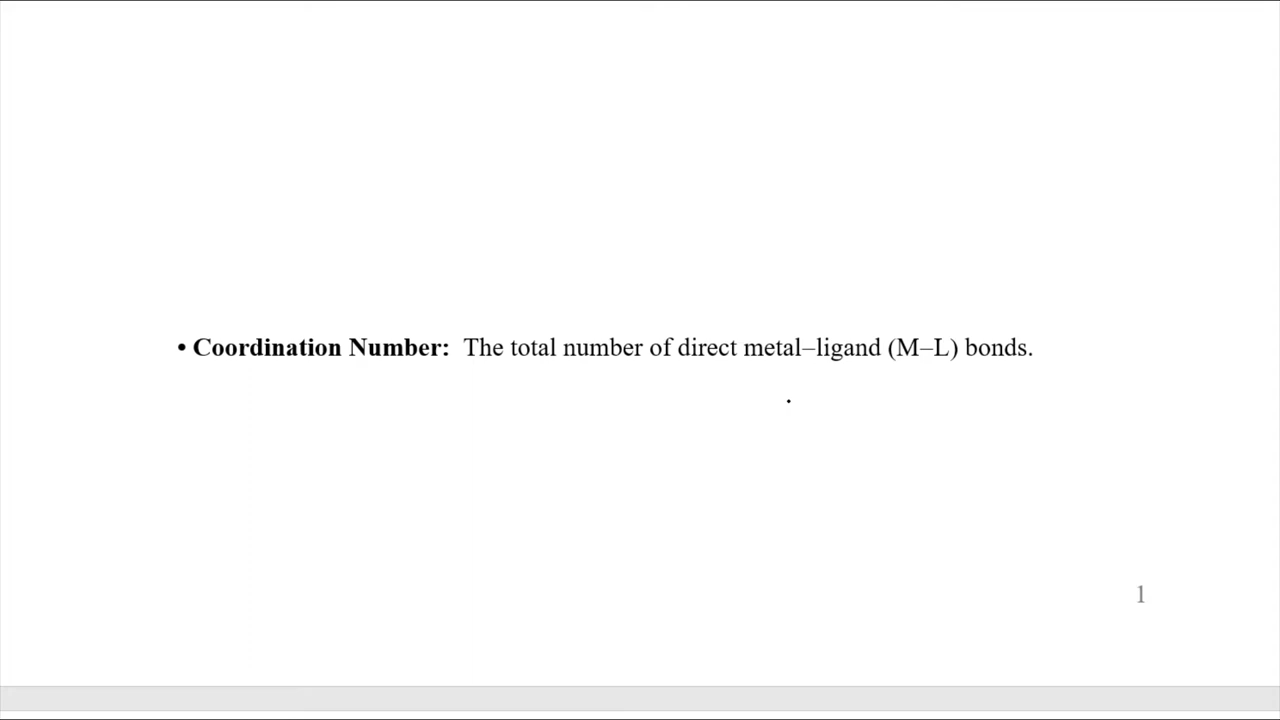 • Coordination Number: The total number of direct metal–ligand (M–L) bonds.
1